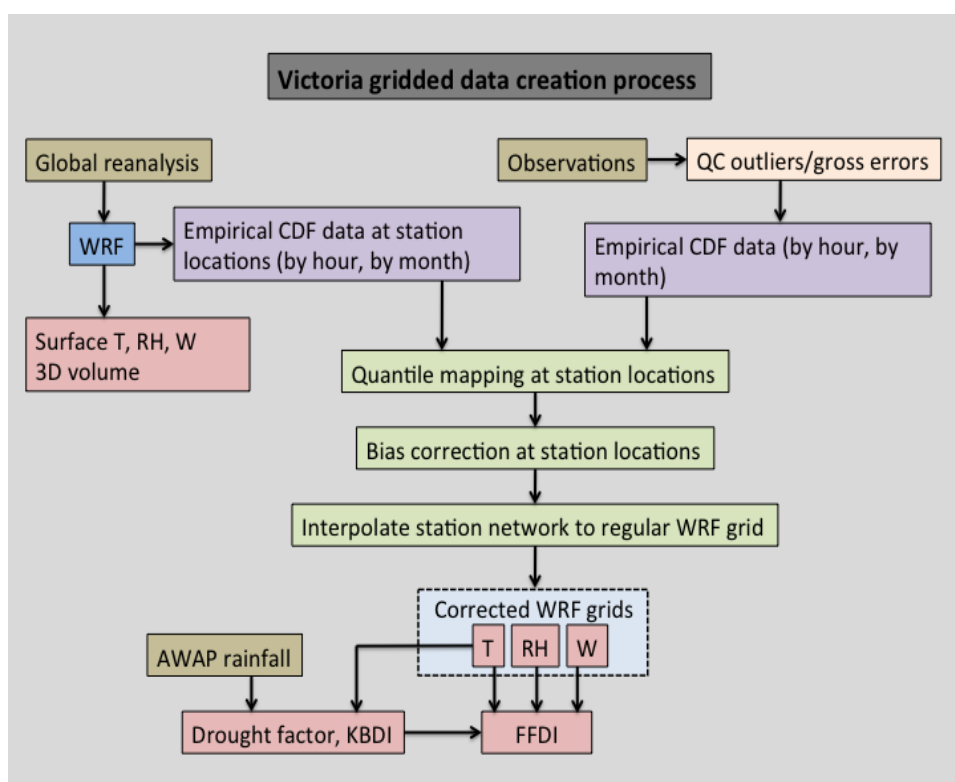 Victoria gridded data creation process
Global reanalysis
Observations
QC outliers/gross errors
WRF
Empirical CDF data at station
locations (by hour, by month)
Empirical CDF data (by hour, by
month)
Surface T, RH, W
3D volume
Quantile mapping at station locations
Bias correction at station locations
Interpolate station network to regular WRF grid
Corrected WRF grids
T
RH
W
AWAP rainfall
Drought factor, KBDI
FFDI